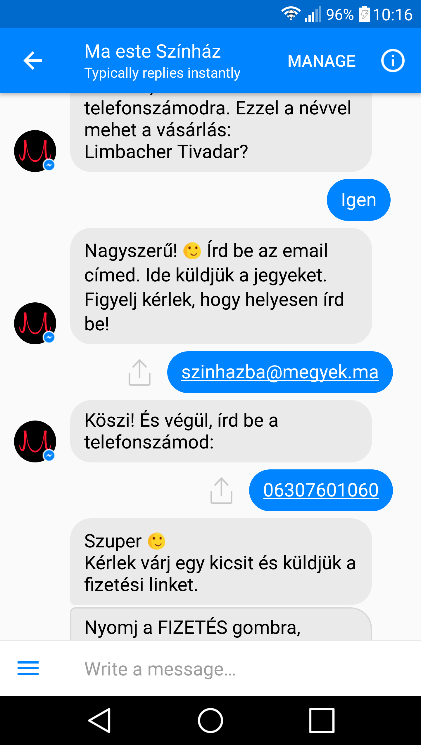 96% 10:16
Ma este Színház
Typically replies instantly
MANAGE
telefonszámodra. Ezzel a névvel
mehet a vásárlás:
Limbacher Tivadar?
Igen
Nagyszerű! 🙂 Írd be az email
címed. Ide küldjük a jegyeket.
Figyelj kérlek, hogy helyesen írd
be!
szinhazba@megyek.ma
Köszi! És végül, írd be a
telefonszámod:
06307601060
Szuper 🙂
Kérlek várj egy kicsit és küldjük a
fizetési linket.
Nyomj a FIZETÉS gombra,
Write a message...